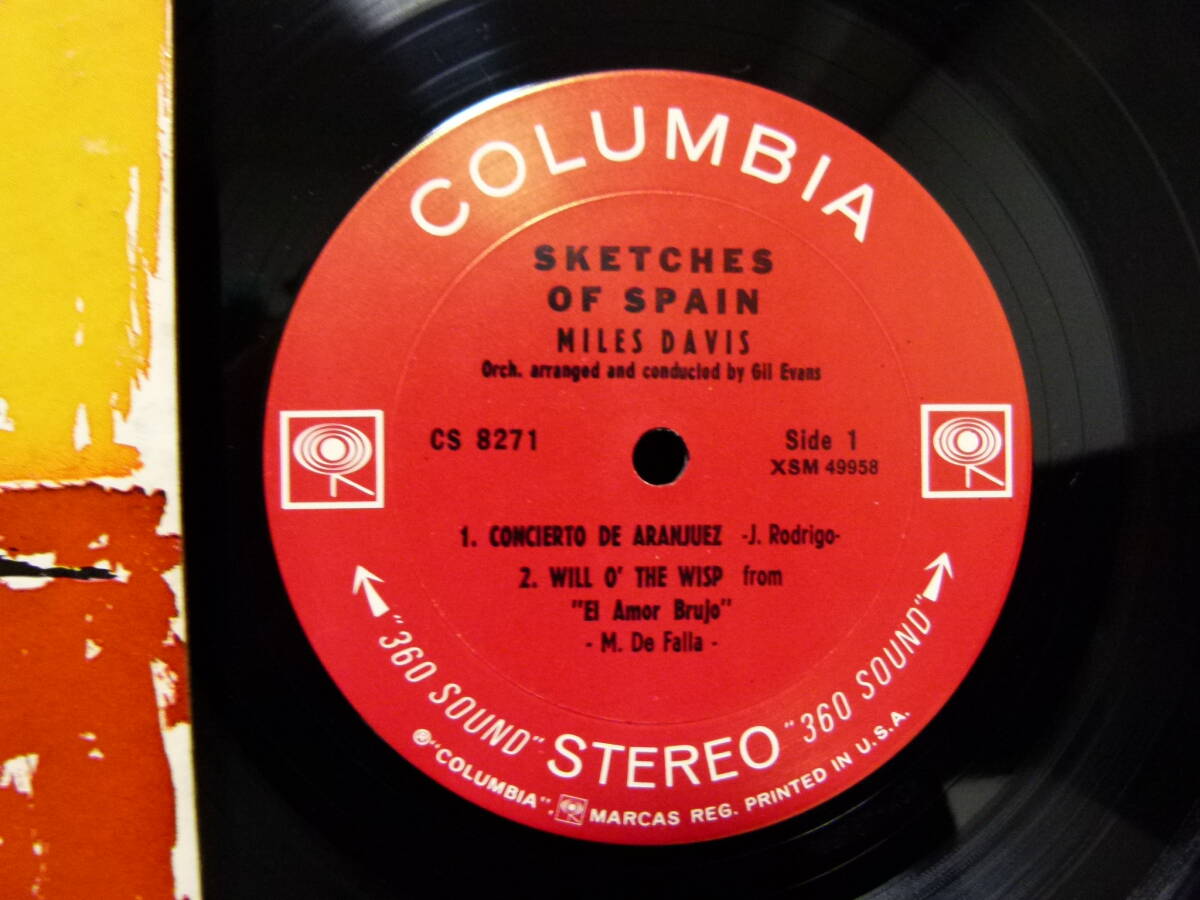 COLUMBIA
SKETCHES
OF SPAIN
MILES DAVIS
Orch. arranged and conducted by Gil Evans
CS 8271
Side 1
XSM 49958
1. CONCIERTO DE ARANJUEZ -J. Rodrigo-
2. WILL O' THE WISP from
"El Amor Brujo"
- M. De Falla -
"360 SOUND" STEREO "360 SOUND"
® "COLUMBIA", MARCAS REG. PRINTED IN U.S.A.